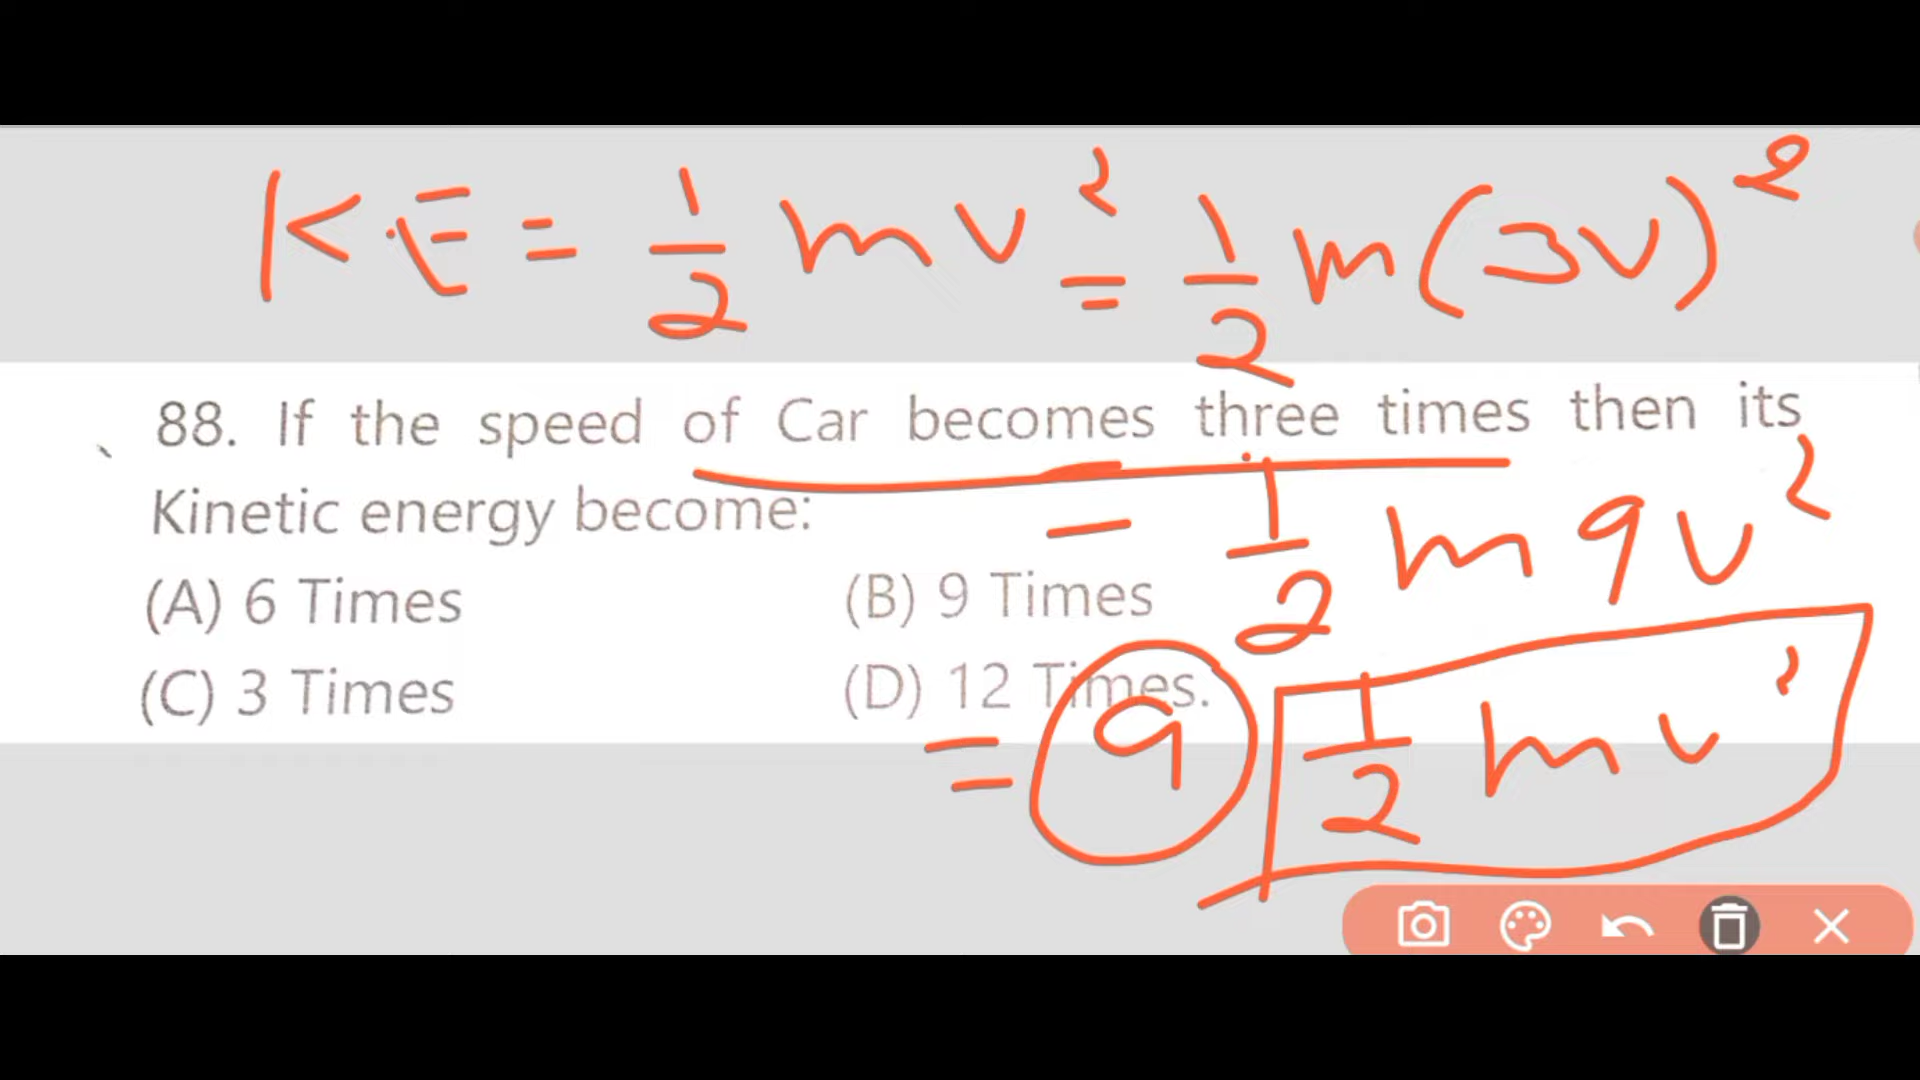 KE = 1/2 mv² = 1/2 m(3v)²
88. If the speed of Car becomes three times then its
Kinetic energy become:
= 1/2 m 9v²
(A) 6 Times (B) 9 Times
(C) 3 Times (D) 12 Times.
= 9 1/2 mv²